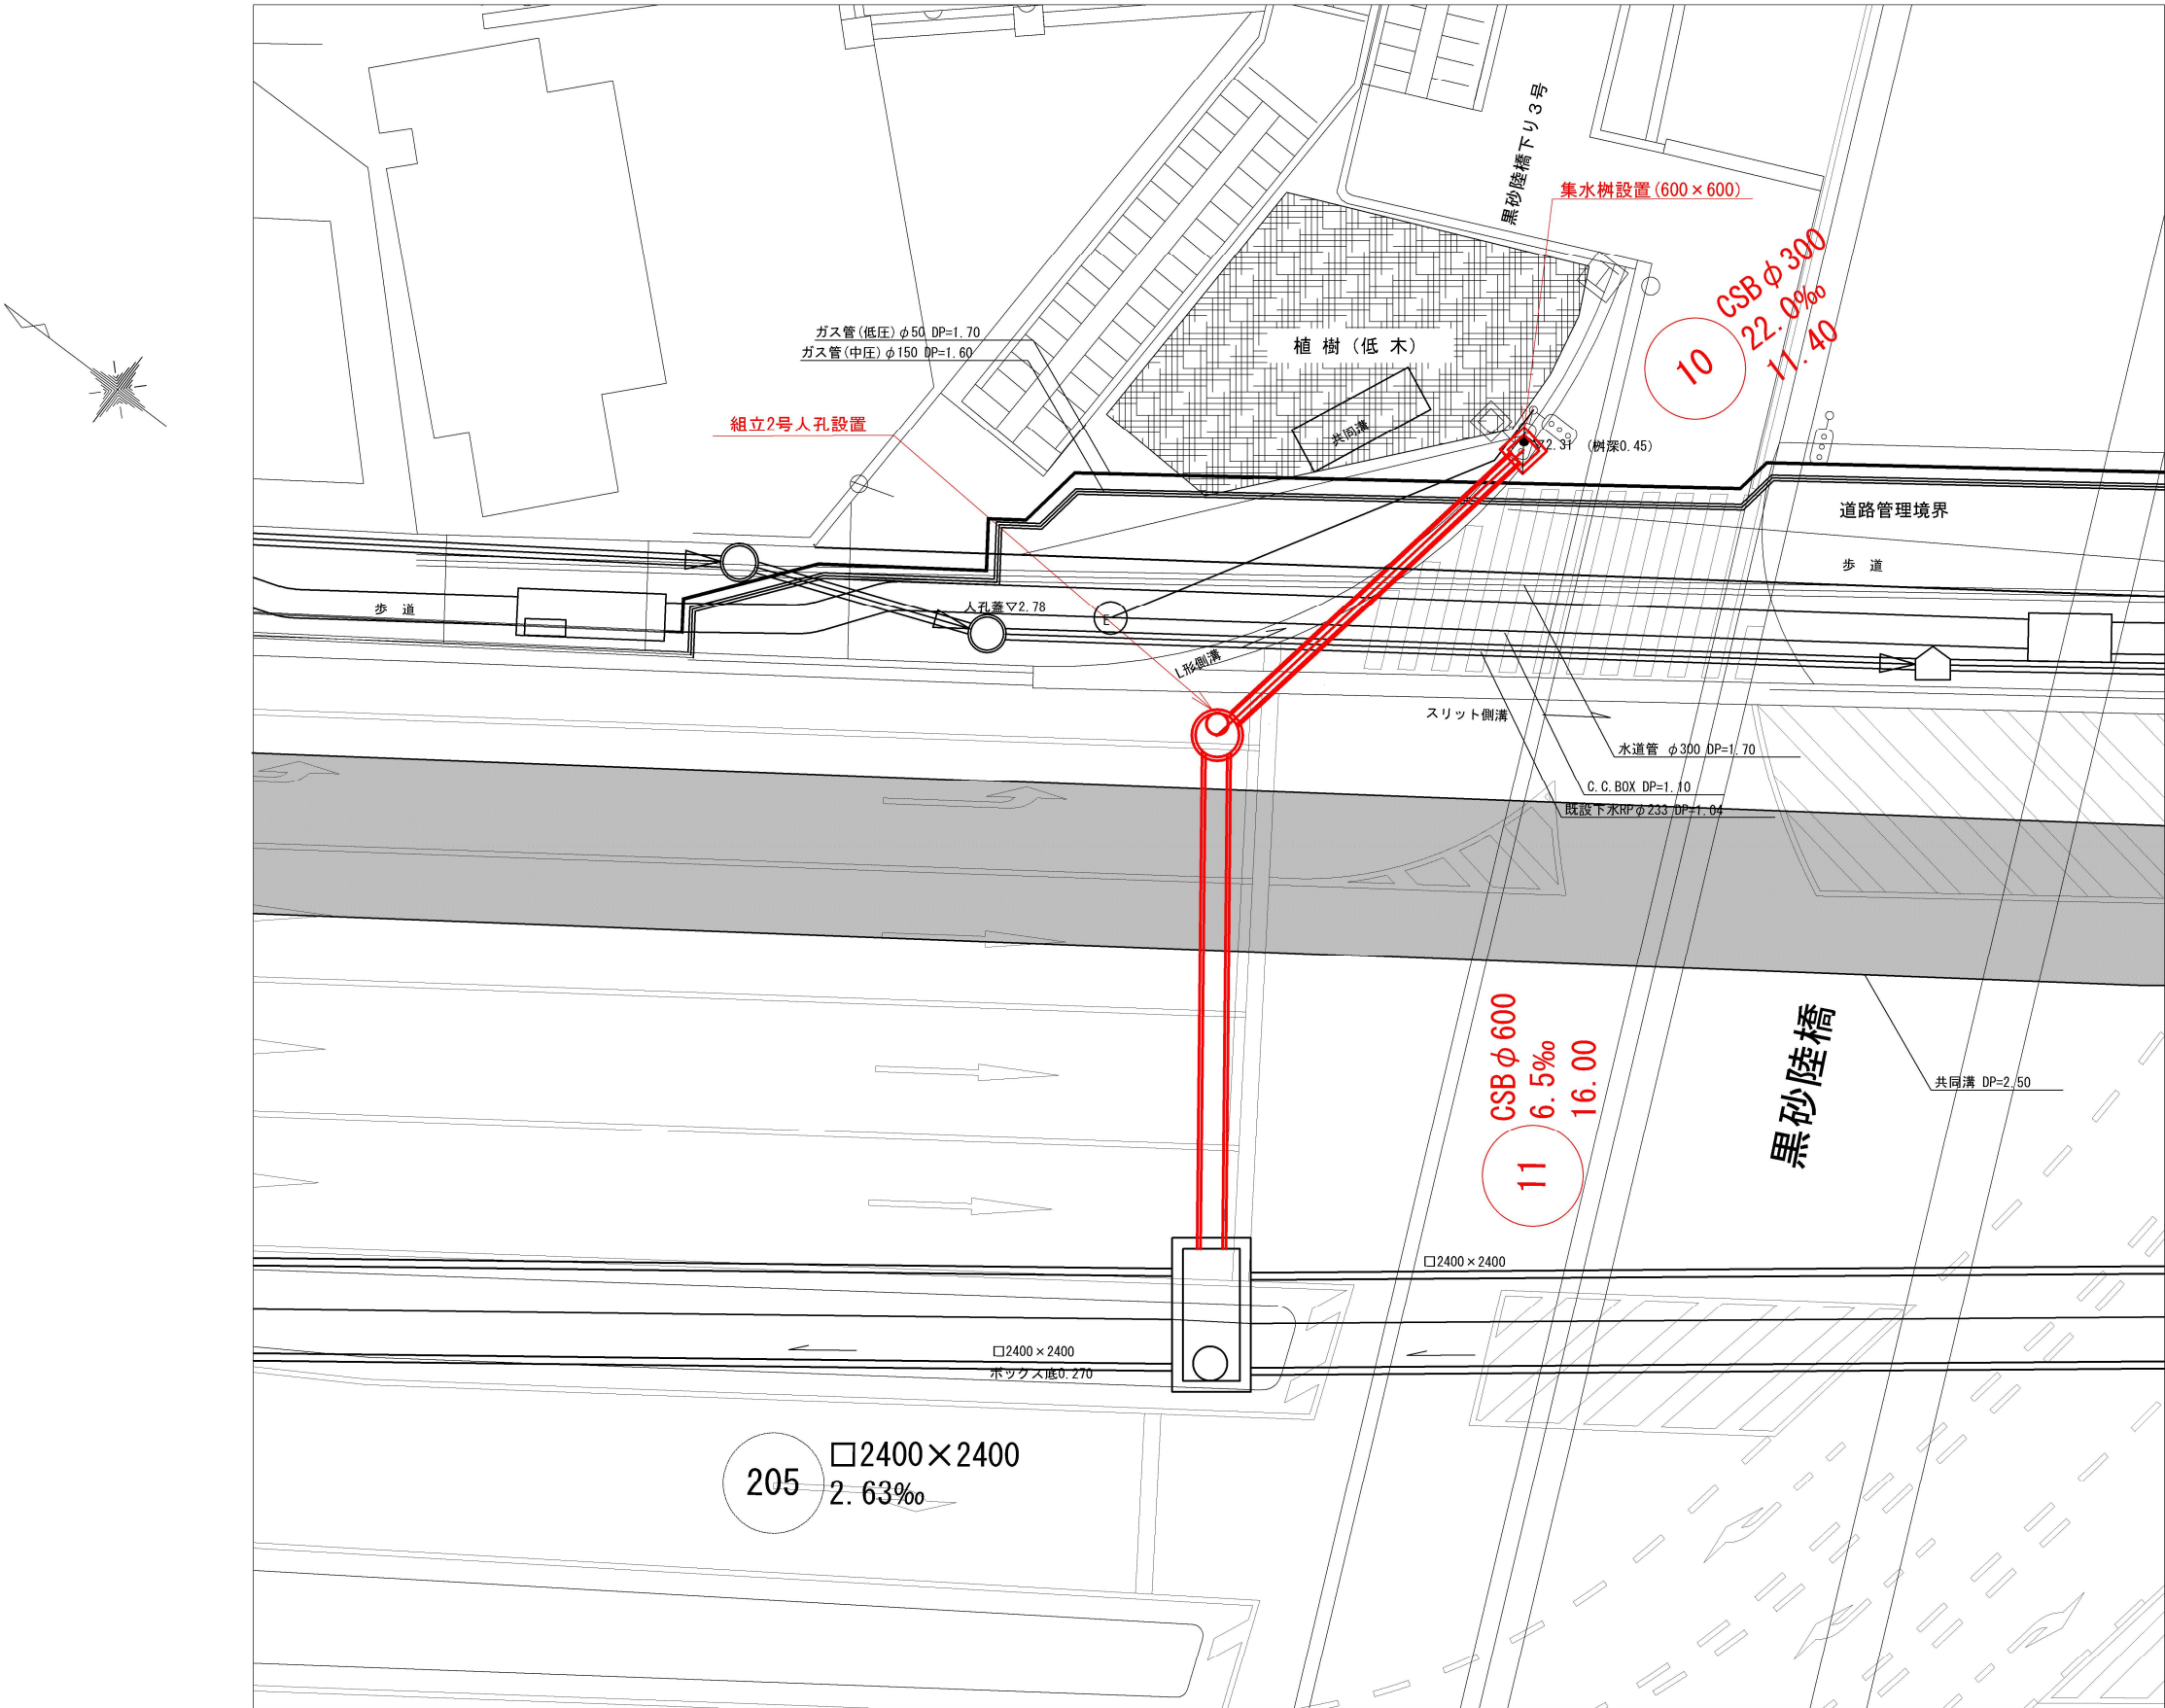 黒砂陸橋下り3号
集水桝設置(600×600)
CSBφ300
22.0‰
11.40
10
ガス管(低圧)φ50 DP=1.70
ガス管(中圧)φ150 DP=1.60
植 樹 (低 木)
共同溝
組立2号人孔設置
▽2.31 (桝深0.45)
道路管理境界
歩 道
歩 道
人孔蓋▽2.78
E
L形側溝
スリット側溝
水道管 φ300 DP=1.70
C.C.BOX DP=1.10
既設下水RPφ233 DP=1.04
CSBφ600
6.5‰
16.00
11
黒砂陸橋
共同溝 DP=2.50
□2400×2400
□2400×2400
ボックス底0.270
205
□2400×2400
2.63‰